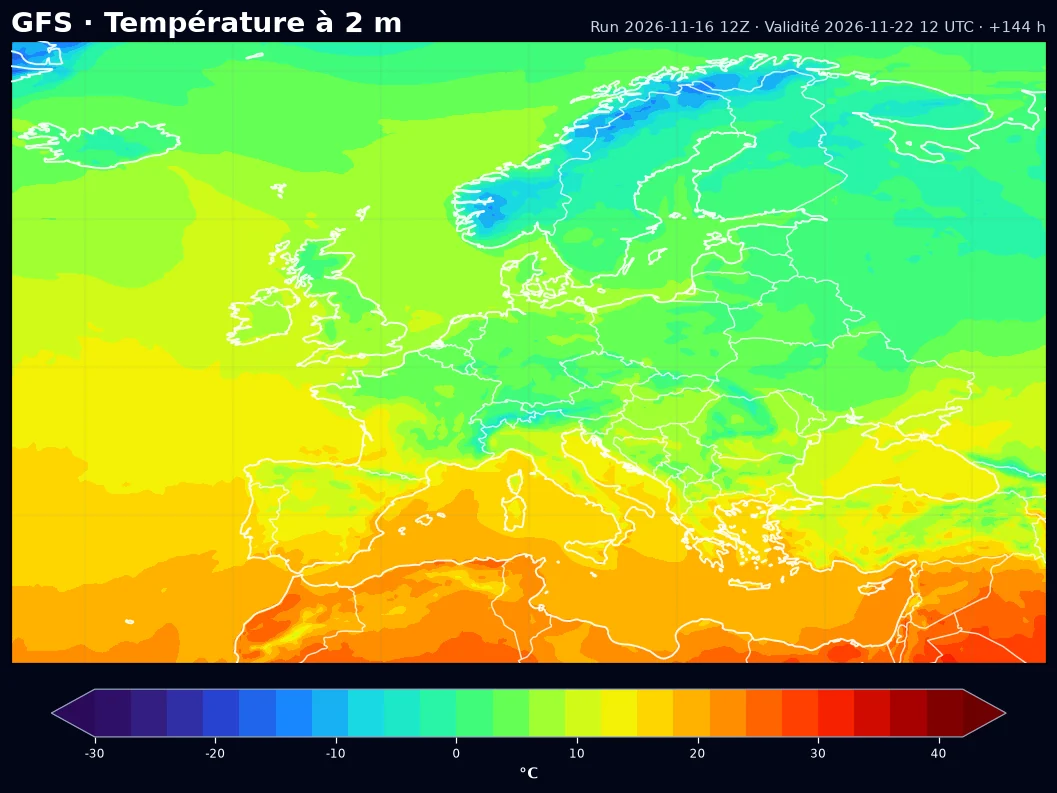 GFS · Température à 2 m
Run 2026-11-16 12Z · Validité 2026-11-22 12 UTC · +144 h
-30 -20 -10 0 10 20 30 40
°C